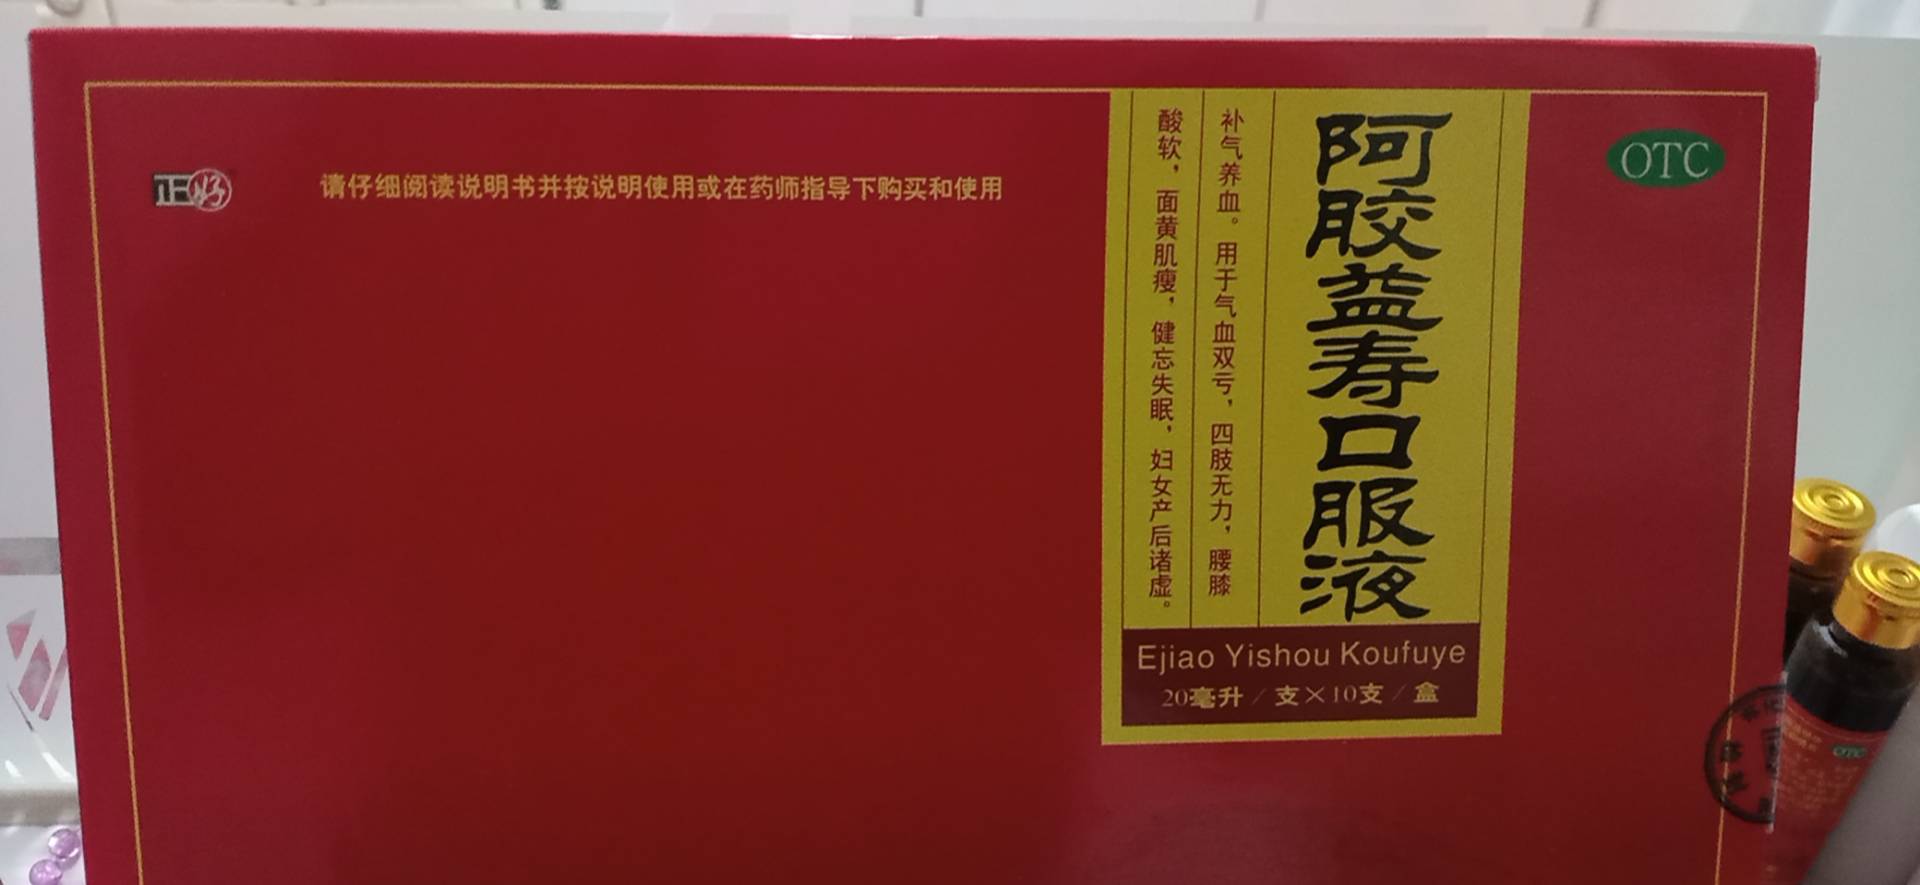 正好
请仔细阅读说明书并按说明使用或在药师指导下购买和使用
OTC
阿胶益寿口服液
补气养血。用于气血双亏，四肢无力，腰膝
酸软，面黄肌瘦，健忘失眠，妇女产后诸虚。
Ejiao Yishou Koufuye
20毫升/支×10支/盒
OTC